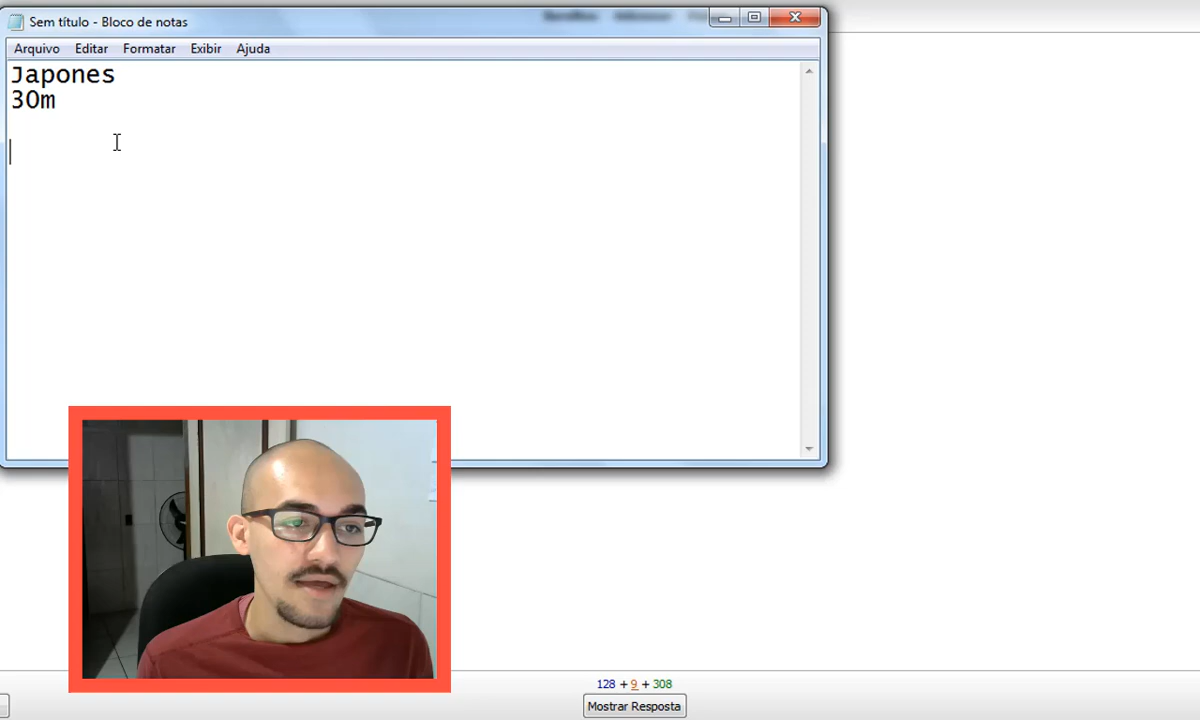 Sem título - Bloco de notas
Arquivo Editar Formatar Exibir Ajuda
Japones
30m
128 + 9 + 308
Mostrar Resposta